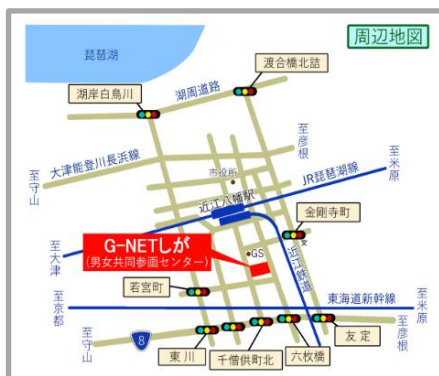 周辺地図
琵琶湖
渡合橋北詰
湖岸白鳥川
湖周道路
大津能登川長浜線
至守山
至彦根
至米原
市役所
JR琵琶湖線
近江八幡駅
金剛寺町
G-NETしが
(男女共同参画センター)
GS
近江鉄道
至大津
若宮町
東海道新幹線
至京都
至米原
8
至守山
東川
千僧供町北
六枚橋
友定
至彦根